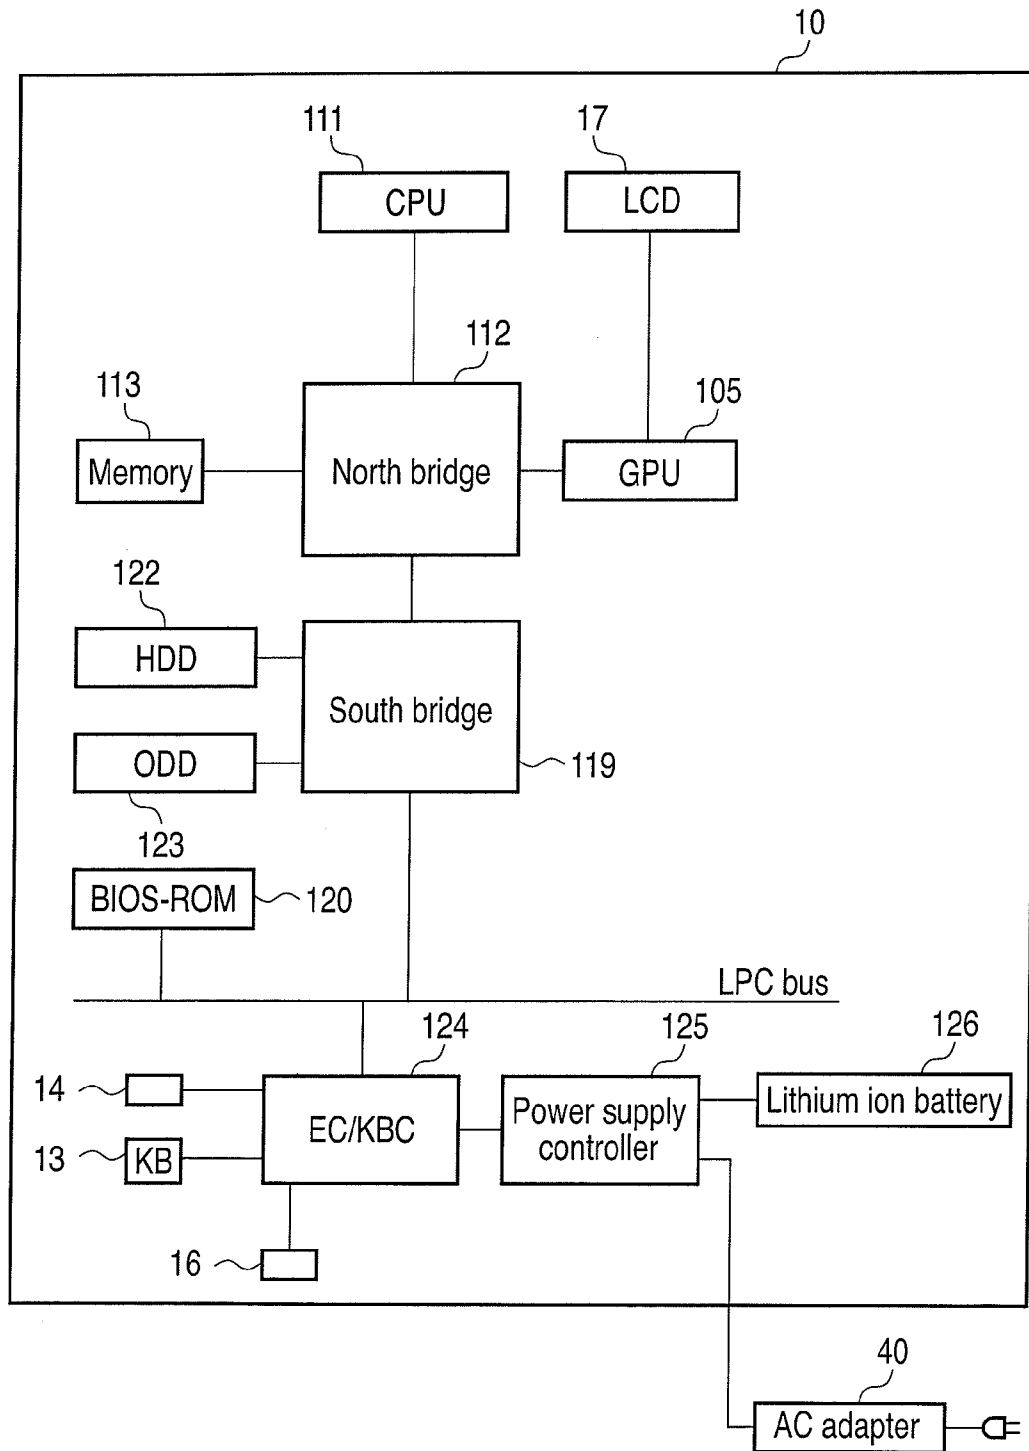 10
111
17
CPU
LCD
112
113
105
Memory
North bridge
GPU
122
HDD
South bridge
ODD
119
123
BIOS-ROM
120
LPC bus
124
125
126
14
EC/KBC
Power supply
controller
Lithium ion battery
13
KB
16
40
AC adapter